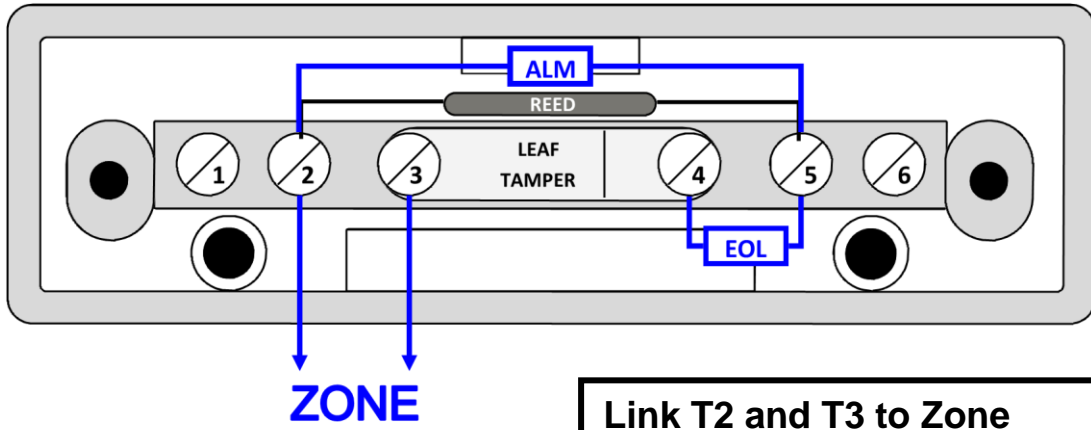 ALM
REED
LEAF
TAMPER
1 2 3 4 5 6
EOL
ZONE
Link T2 and T3 to Zone